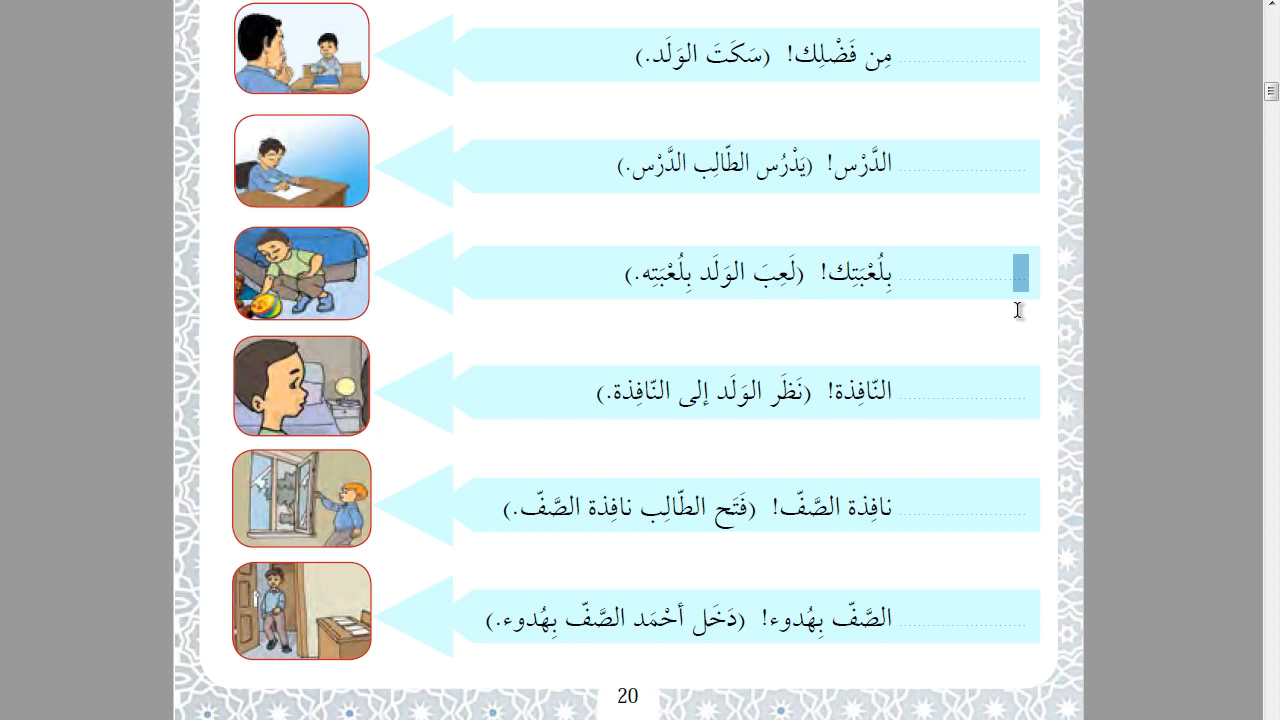 .............................. مِن فَضْلِك! (سَكَتَ الوَلَد.)
.............................. الدَّرْس! (يَدْرُس الطّالِب الدَّرْس.)
.............................. بِلُعْبَتِك! (لَعِبَ الوَلَد بِلُعْبَتِه.)
.............................. النّافِذة! (نَظَر الوَلَد إلى النّافِذة.)
.............................. نافِذة الصَّفّ! (فَتَح الطّالِب نافِذة الصَّفّ.)
.............................. الصَّفّ بِهُدوء! (دَخَل أحْمَد الصَّفّ بِهُدوء.)
20